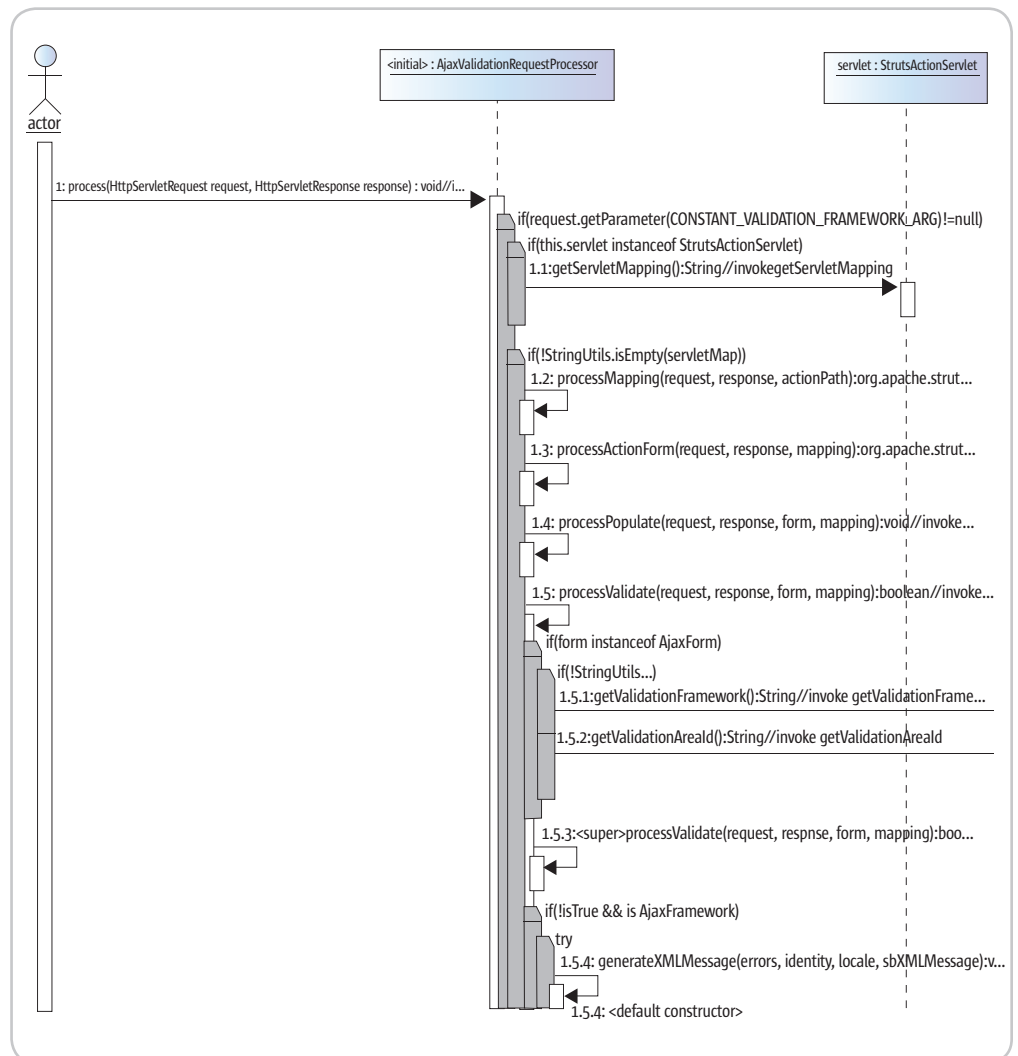 <initial> : AjaxValidationRequestProcessor
servlet : StrutsActionServlet
actor
1: process(HttpServletRequest request, HttpServletResponse response) : void//i...
if(request.getParameter(CONSTANT_VALIDATION_FRAMEWORK_ARG)!=null)
if(this.servlet instanceof StrutsActionServlet)
1.1:getServletMapping():String//invokegetServletMapping
if(!StringUtils.isEmpty(servletMap))
1.2: processMapping(request, response, actionPath):org.apache.strut...
1.3: processActionForm(request, response, mapping):org.apache.strut...
1.4: processPopulate(request, response, form, mapping):void//invoke...
1.5: processValidate(request, response, form, mapping):boolean//invoke...
if(form instanceof AjaxForm)
if(!StringUtils...)
1.5.1:getValidationFramework():String//invoke getValidationFrame...
1.5.2:getValidationAreaId():String//invoke getValidationAreaId
1.5.3:<super>processValidate(request, respnse, form, mapping):boo...
if(!isTrue && is AjaxFramework)
try
1.5.4: generateXMLMessage(errors, identity, locale, sbXMLMessage):v...
1.5.4: <default constructor>